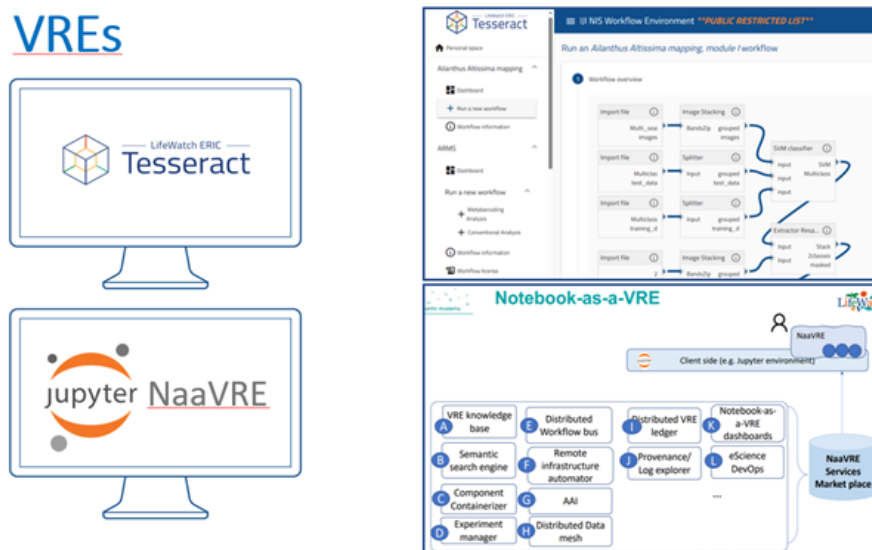 VREs
LifeWatch ERIC
Tesseract
jupyter NaaVRE
LifeWatch ERIC
Tesseract
Personal space
Ailanthus Altissima mapping
Dashboard
+ Run a new workflow
Workflow information
ARMS
Dashboard
Run a new workflow
+ Metabarcoding
Analysis
+ Conventional Analysis
Workflow information
Workflow license
NIS Workflow Environment **PUBLIC RESTRICTED LIST**
Run an Ailanthus Altissima mapping, module I workflow
1 Workflow overview
Import file
Multi_
images
Image Stacking
BandsZip grouped
images
Import file
Multiclas
test_data
Splitter
input grouped
test_data
Import file
Multiclass
training_d
Splitter
input grouped
training_d
Import file
2
Image Stacking
BandsZip grouped
SVM classifier
input SVM
input Multiclass
input
Extractor Resa...
Input Stack
Input 2classes
masked
Notebook-as-a-VRE
NaaVRE
Client side (e.g. Jupyter environment)
A VRE knowledge
base
B Semantic
search engine
C Component
Containerizer
D Experiment
manager
E Distributed
Workflow bus
F Remote
infrastructure
automator
G AAI
H Distributed Data
mesh
I Distributed VRE
ledger
J Provenance/
Log explorer
K Notebook-as-
a-VRE
dashboards
L eScience
DevOps
...
NaaVRE
Services
Market place